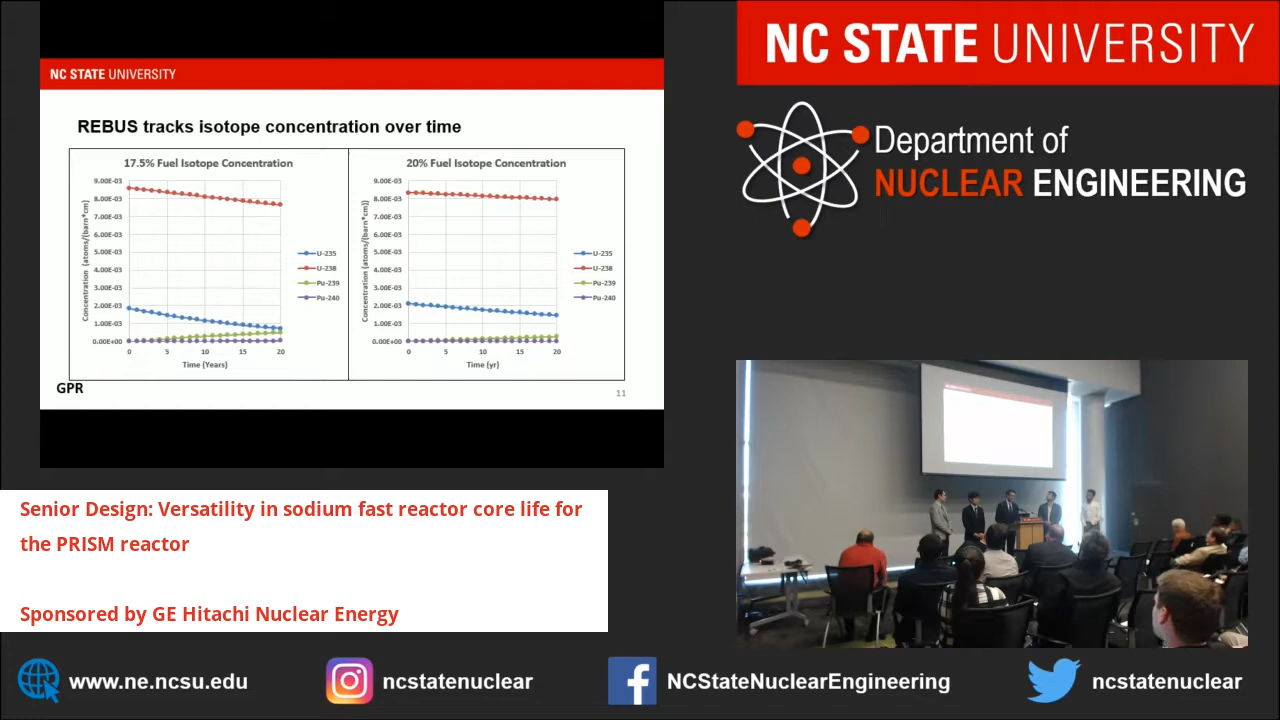 NC STATE UNIVERSITY
REBUS tracks isotope concentration over time
17.5% Fuel Isotope Concentration
9.00E-03
8.00E-03
7.00E-03
6.00E-03
5.00E-03
4.00E-03
3.00E-03
2.00E-03
1.00E-03
0.00E+00
Concentration (atoms/(barn*cm)
0 5 10 15 20
Time (Years)
U-235
U-238
Pu-239
Pu-240
20% Fuel Isotope Concentration
9.00E-03
8.00E-03
7.00E-03
6.00E-03
5.00E-03
4.00E-03
3.00E-03
2.00E-03
1.00E-03
0.00E+00
Concentration (atoms/(barn*cm))
0 5 10 15 20
Time (yr)
U-235
U-238
Pu-239
Pu-240
GPR
11
NC STATE UNIVERSITY
Department of
NUCLEAR ENGINEERING
Senior Design: Versatility in sodium fast reactor core life for
the PRISM reactor
Sponsored by GE Hitachi Nuclear Energy
www.ne.ncsu.edu
ncstatenuclear
NCStateNuclearEngineering
ncstatenuclear